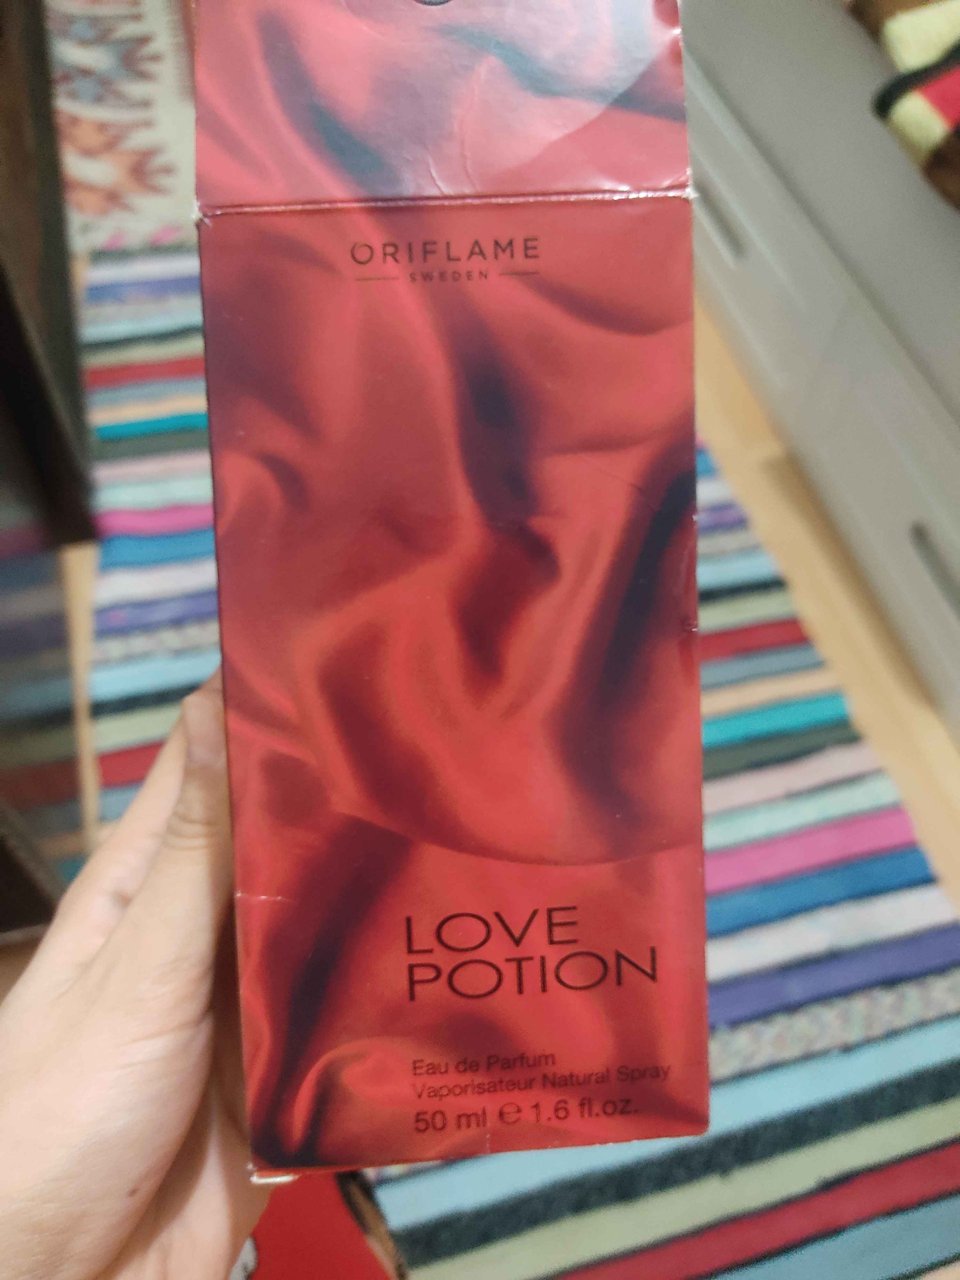 ORIFLAME
SWEDEN
LOVE
POTION
Eau de Parfum
Vaporisateur Natural Spray
50 ml ℮ 1.6 fl.oz.